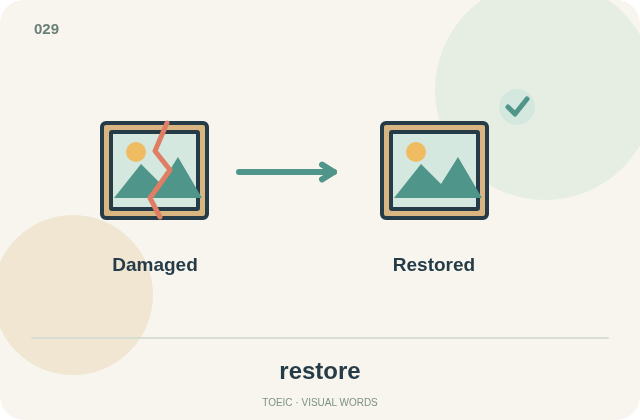 029
Damaged
Restored
restore
TOEIC · VISUAL WORDS